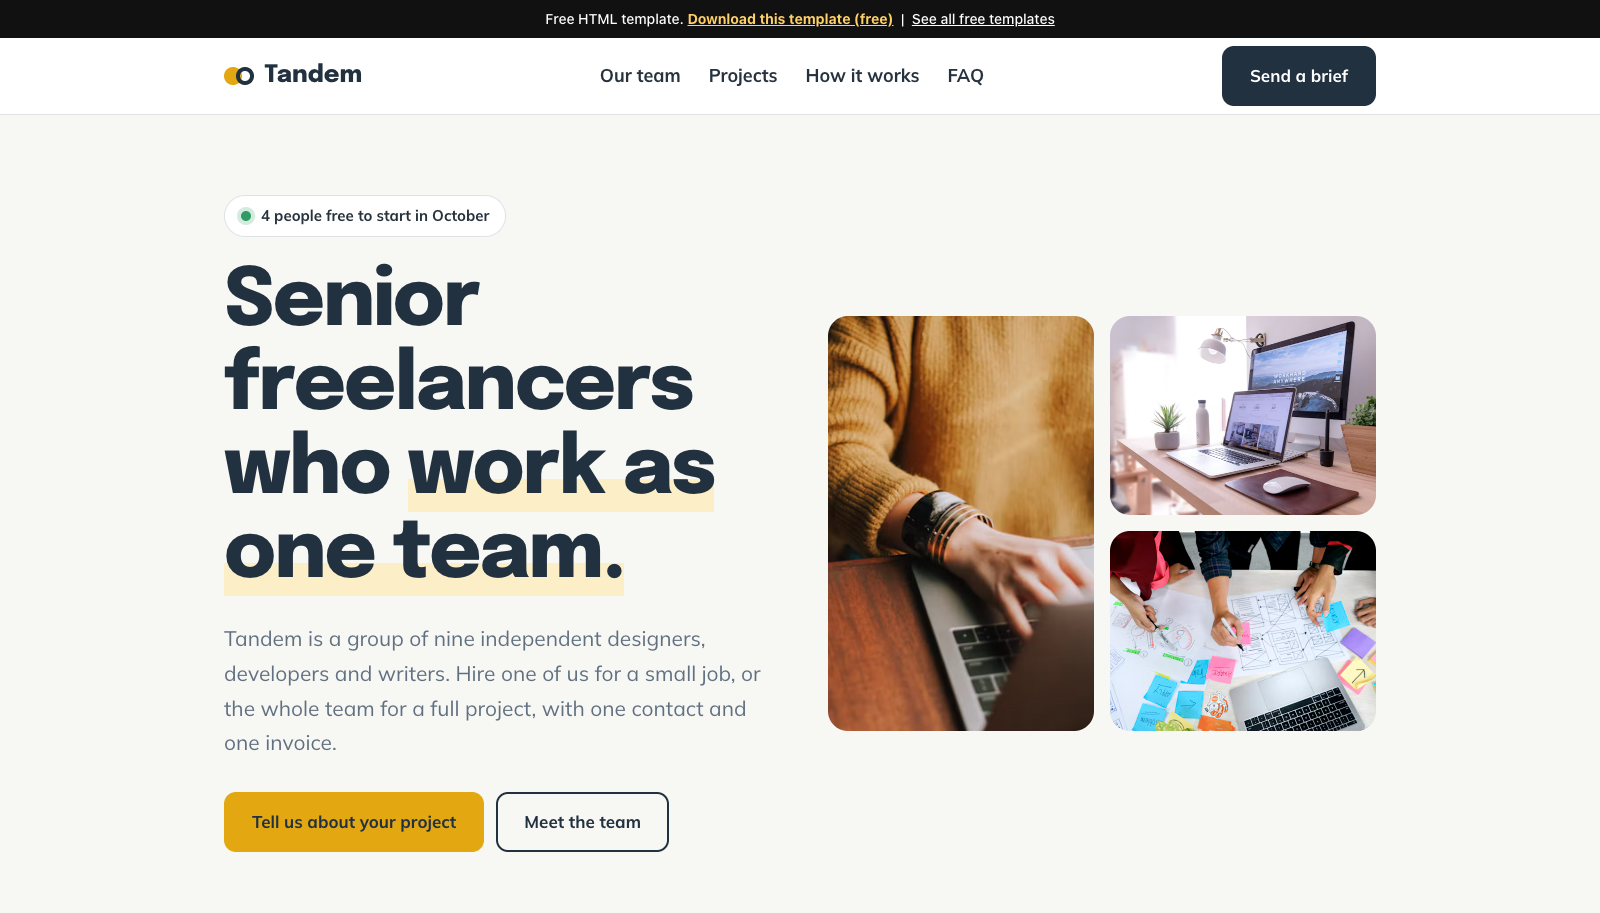 Free HTML template. Download this template (free) | See all free templates
Tandem
Our team Projects How it works FAQ
Send a brief
4 people free to start in October
Senior
freelancers
who work as
one team.
Tandem is a group of nine independent designers,
developers and writers. Hire one of us for a small job, or
the whole team for a full project, with one contact and
one invoice.
Tell us about your project
Meet the team
WORKHARD
ANYWHERE